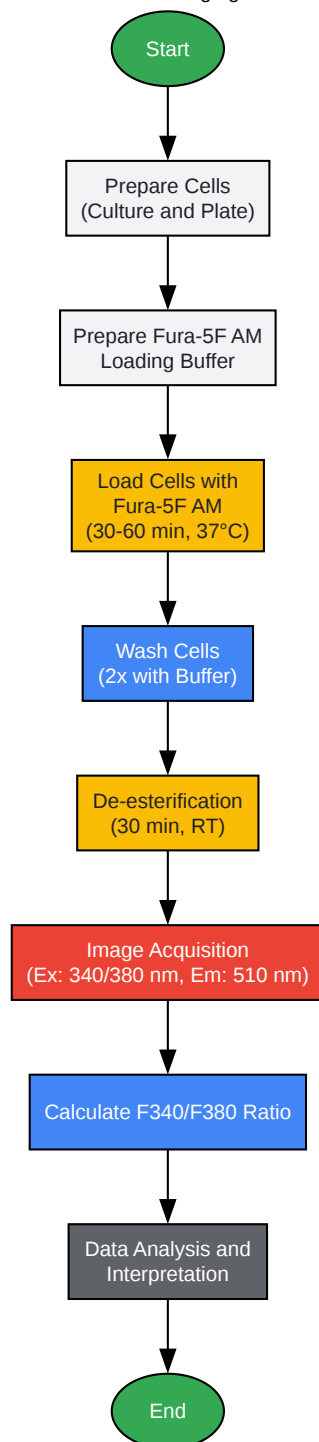 Start
Prepare Cells
(Culture and Plate)
Prepare Fura-5F AM
Loading Buffer
Load Cells with
Fura-5F AM
(30-60 min, 37°C)
Wash Cells
(2x with Buffer)
De-esterification
(30 min, RT)
Image Acquisition
(Ex: 340/380 nm, Em: 510 nm)
Calculate F340/F380 Ratio
Data Analysis and
Interpretation
End